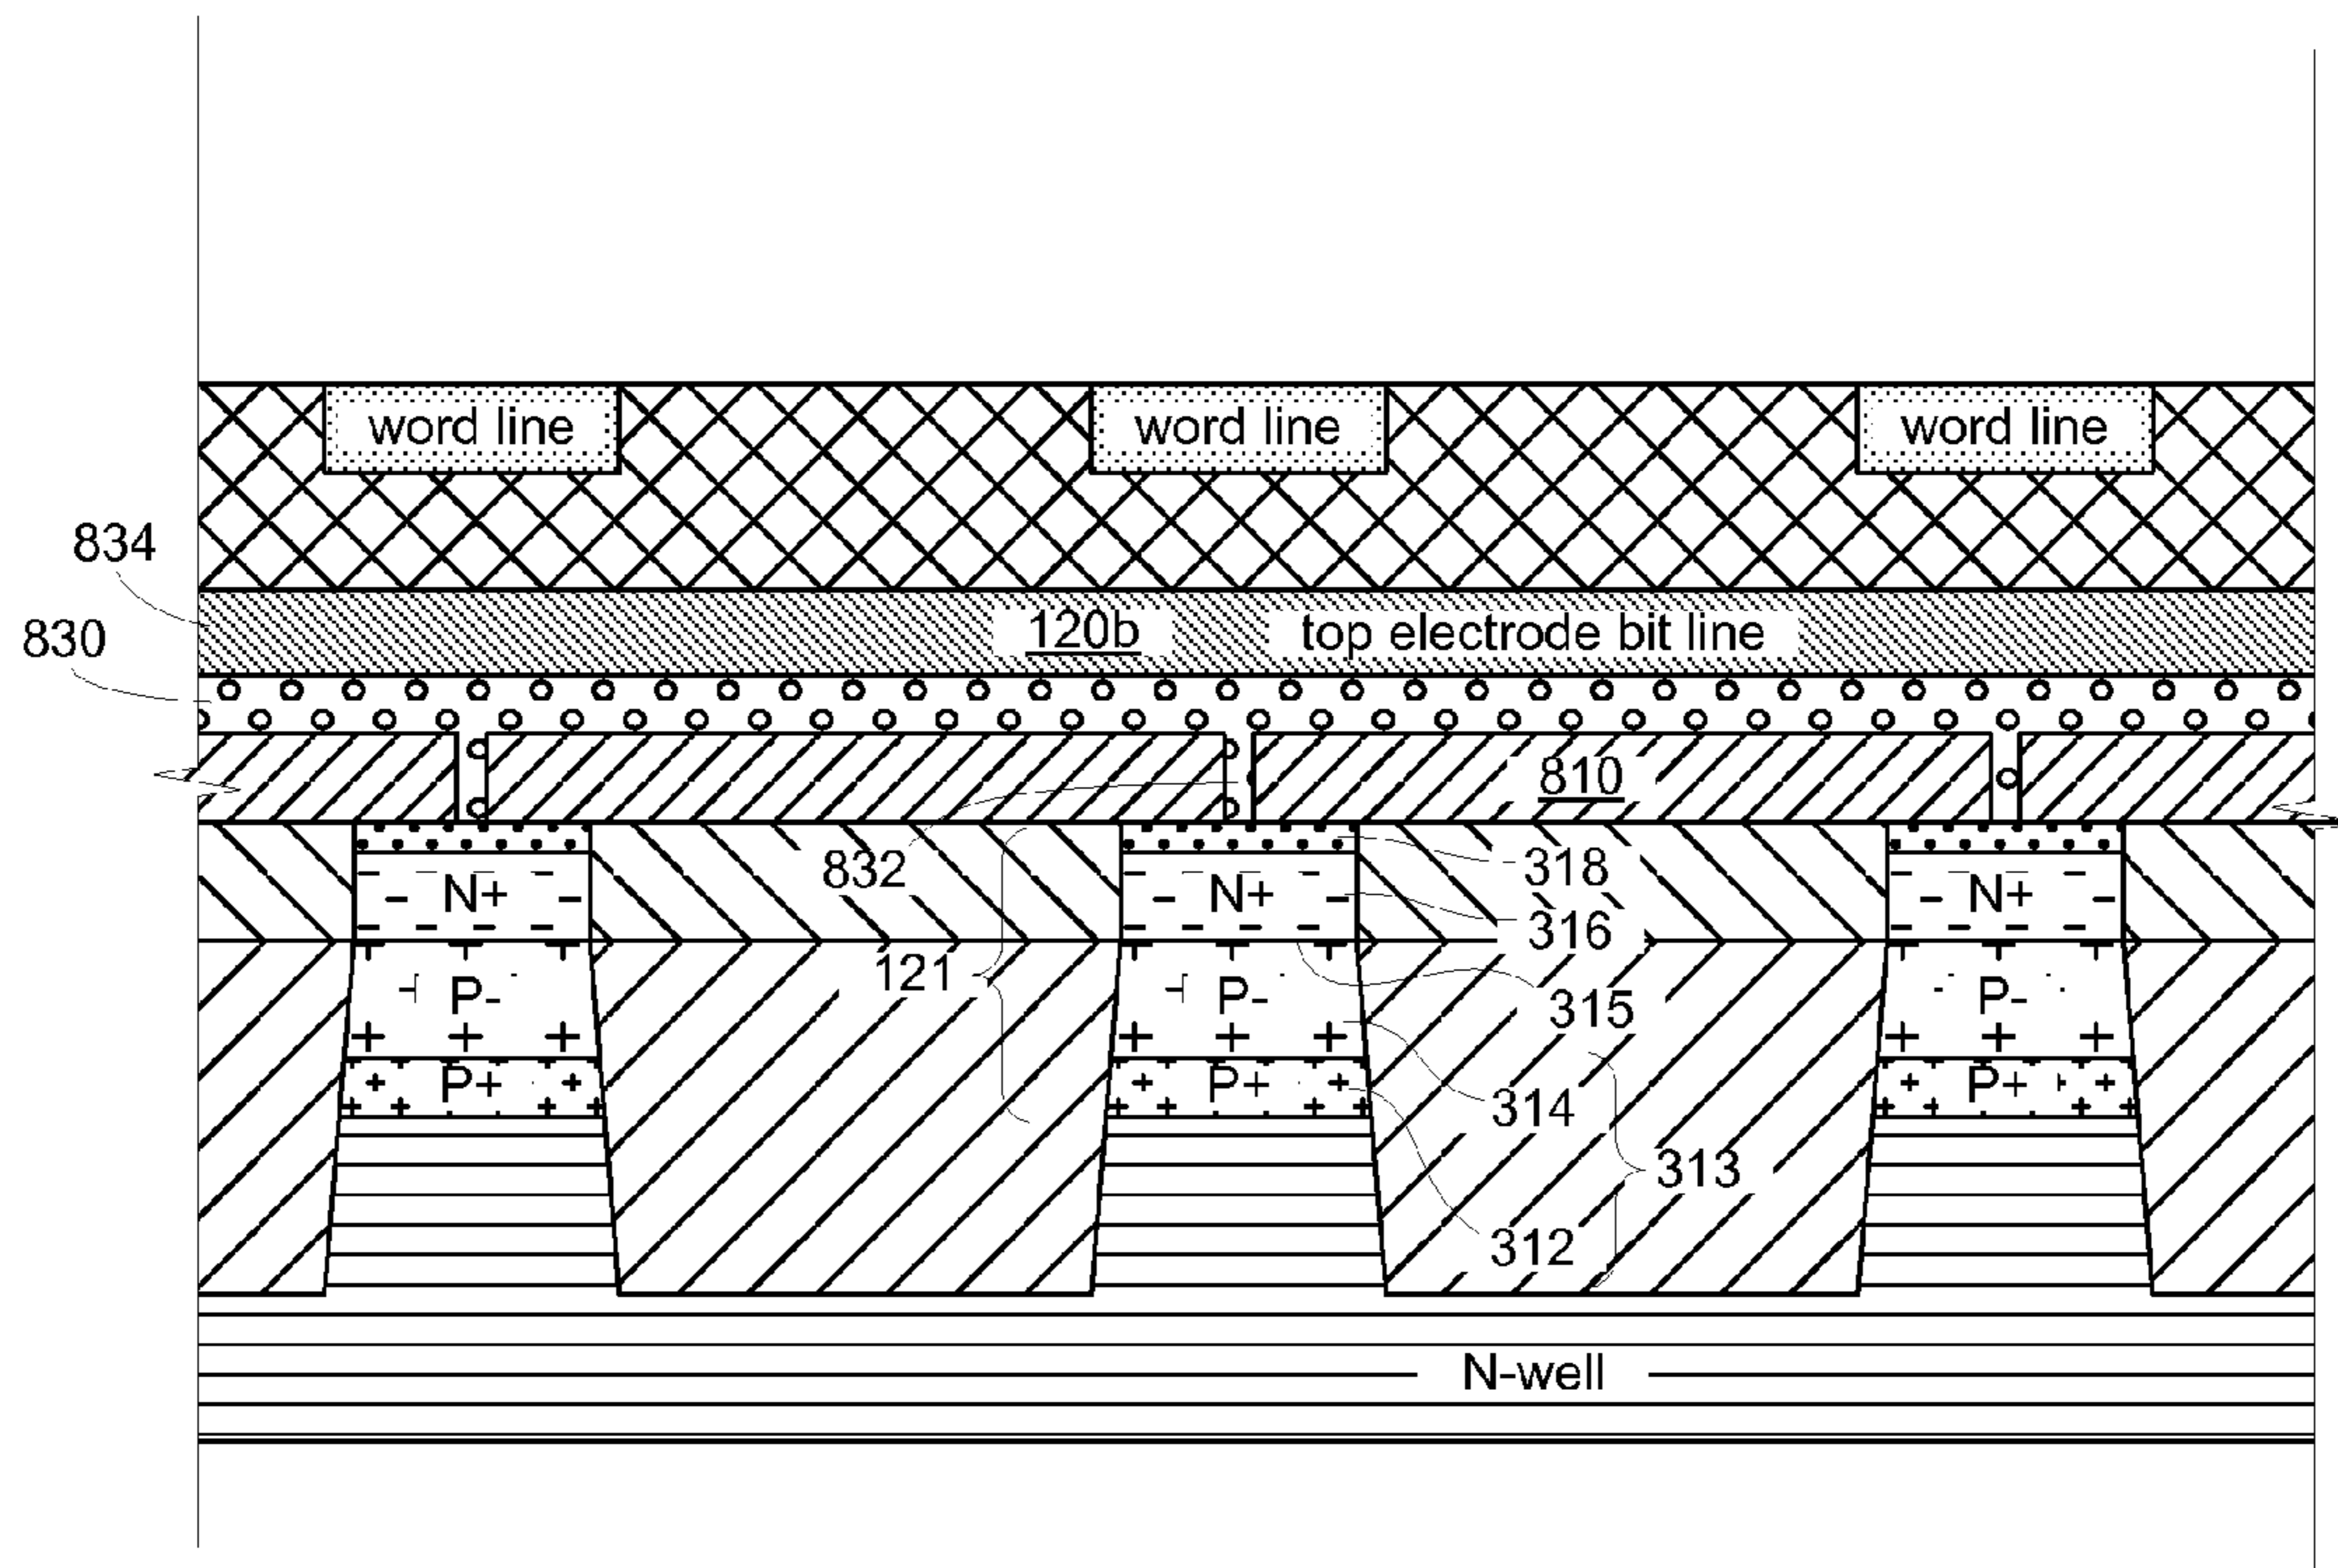 word line word line word line
834
120b top electrode bit line
830
810
832 318
N+ N+ N+
316
121
P- P- P-
315
P+ P+ P+
314
313
312
N-well